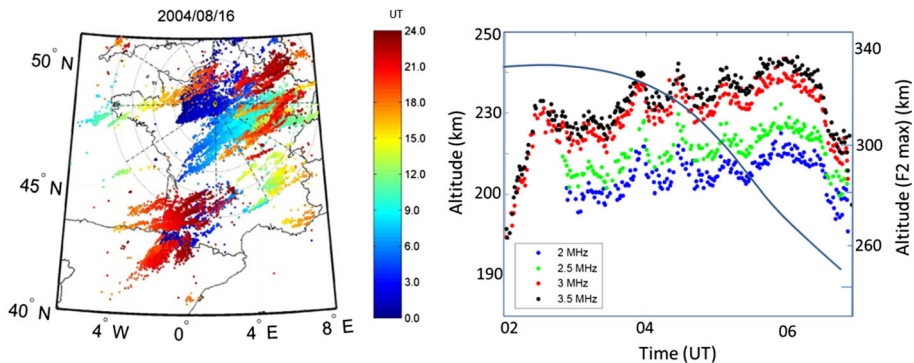 2004/08/16
UT
50° N
45° N
40° N
4° W
0°
4° E
8° E
24.0
21.0
18.0
15.0
12.0
9.0
6.0
3.0
0.0
Altitude (km)
250
230
200
190
2 MHz
2.5 MHz
3 MHz
3.5 MHz
02
04
06
Time (UT)
340
300
260
Altitude (F2 max) (km)